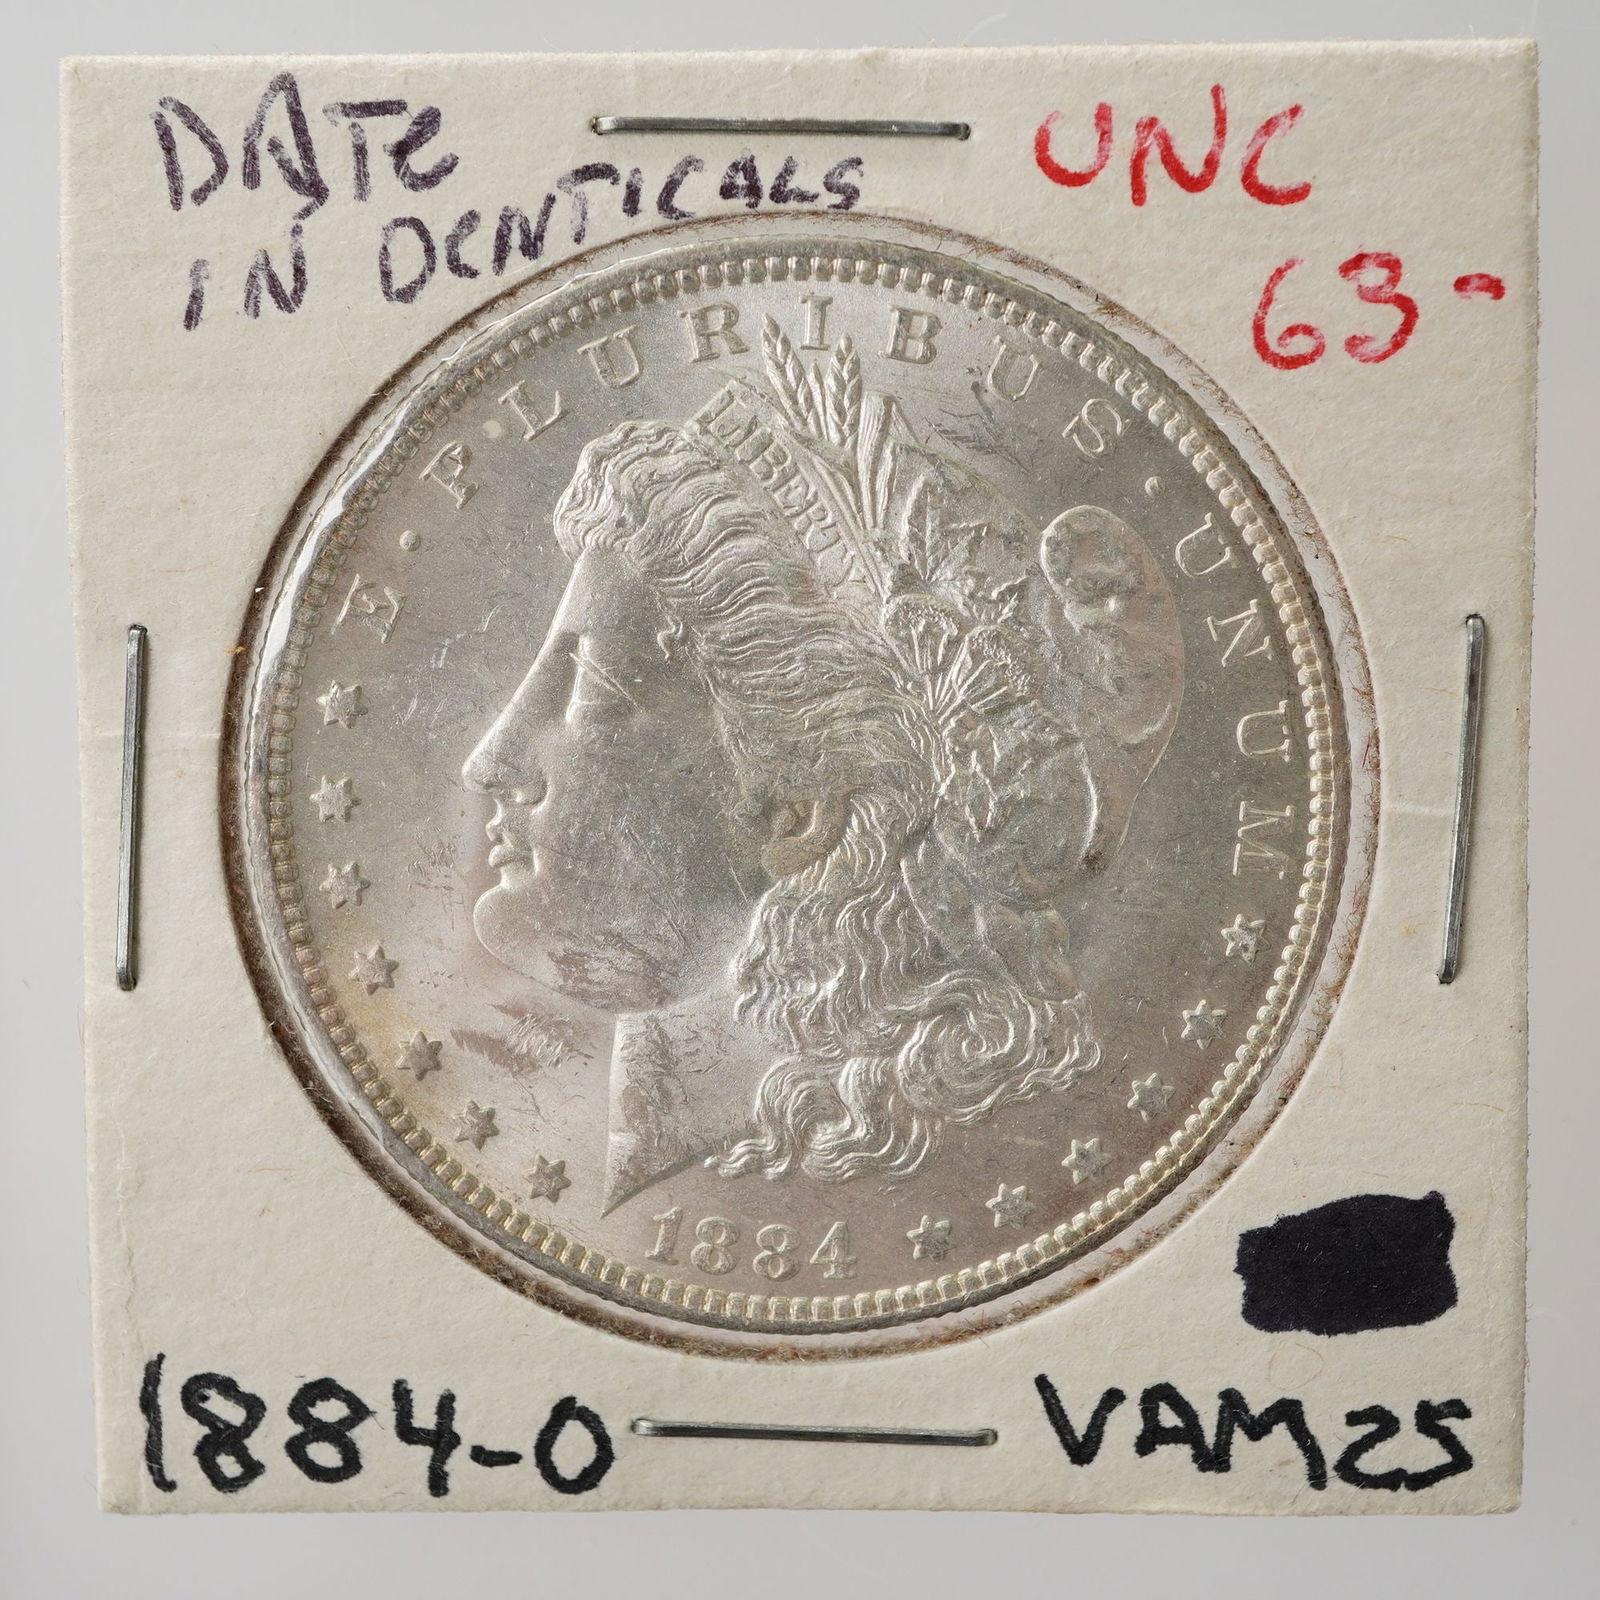 DATE
IN DENTICALS
UNC
63-
E · PLURIBUS · UNUM
LIBERTY
1884
1884-O
VAM25